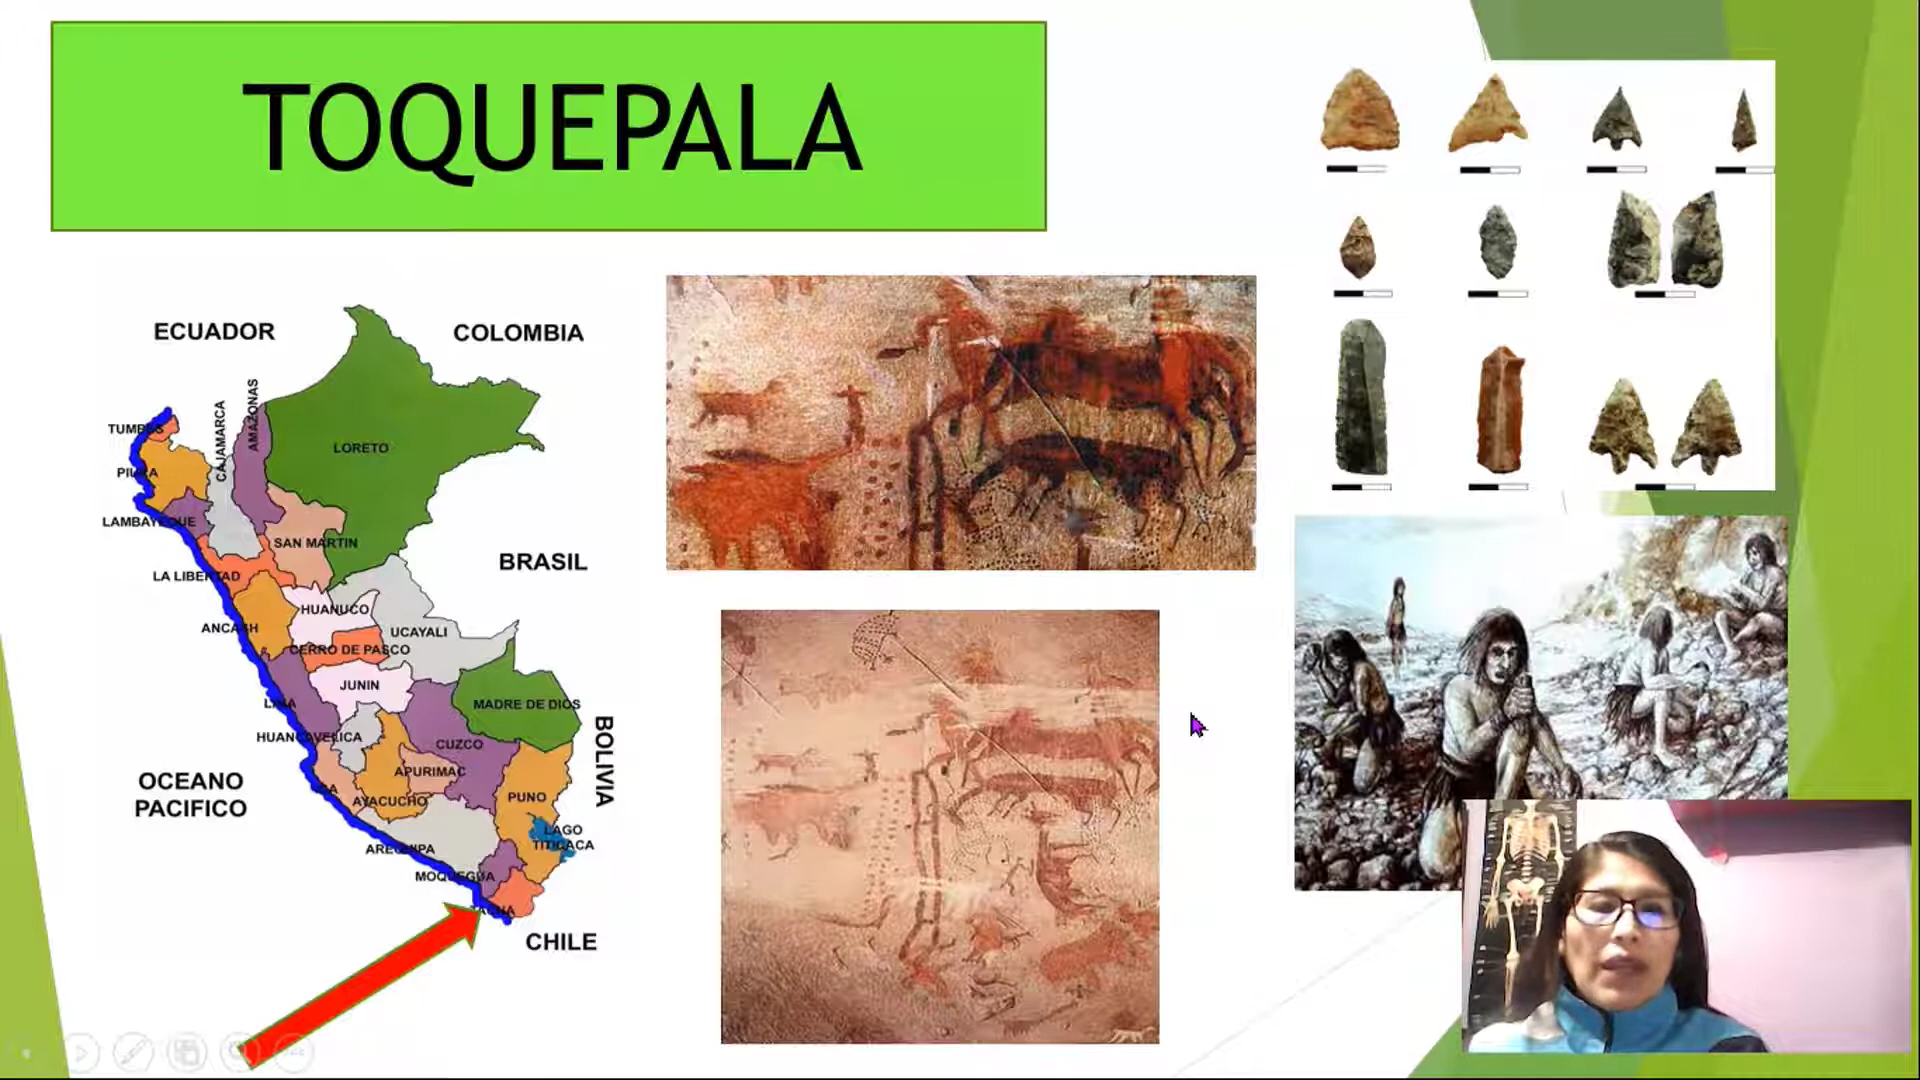 TOQUEPALA
ECUADOR
COLOMBIA
TUMBES
CAJAMARCA
AMAZONAS
LORETO
PIURA
LAMBAYEQUE
SAN MARTIN
BRASIL
LA LIBERTAD
HUANUCO
ANCASH
UCAYALI
CERRO DE PASCO
JUNIN
LIMA
MADRE DE DIOS
HUANCAVELICA
CUZCO
BOLIVIA
OCEANO
PACIFICO
APURIMAC
ICA
AYACUCHO
PUNO
LAGO
TITICACA
AREQUIPA
MOQUEGUA
TACNA
CHILE